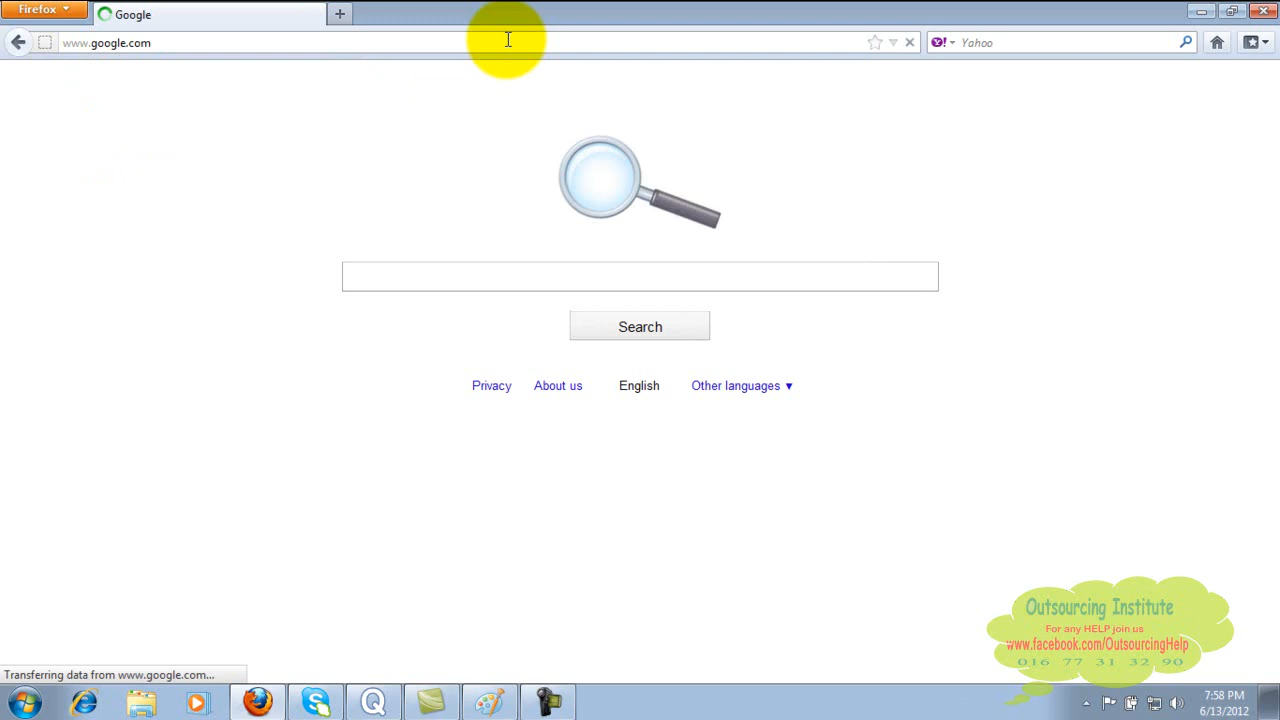 Firefox
Google
www.google.com
Yahoo
Search
Privacy About us English Other languages ▼
Outsourcing Institute
For any HELP join us
www.facebook.com/OutsourcingHelp
016 77 31 32 90
Transferring data from www.google.com...
7:58 PM
6/13/2012